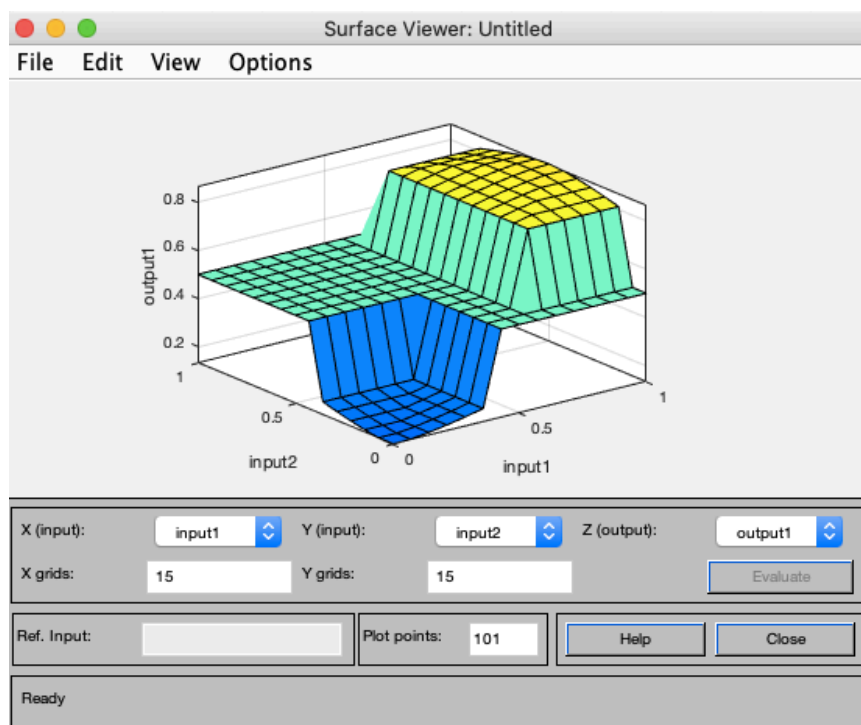 Surface Viewer: Untitled
File Edit View Options
0.8
0.6
0.4
0.2
output1
1
0.5
0
input2
0
0.5
1
input1
X (input): input1 Y (input): input2 Z (output): output1
X grids: 15 Y grids: 15 Evaluate
Ref. Input: Plot points: 101 Help Close
Ready